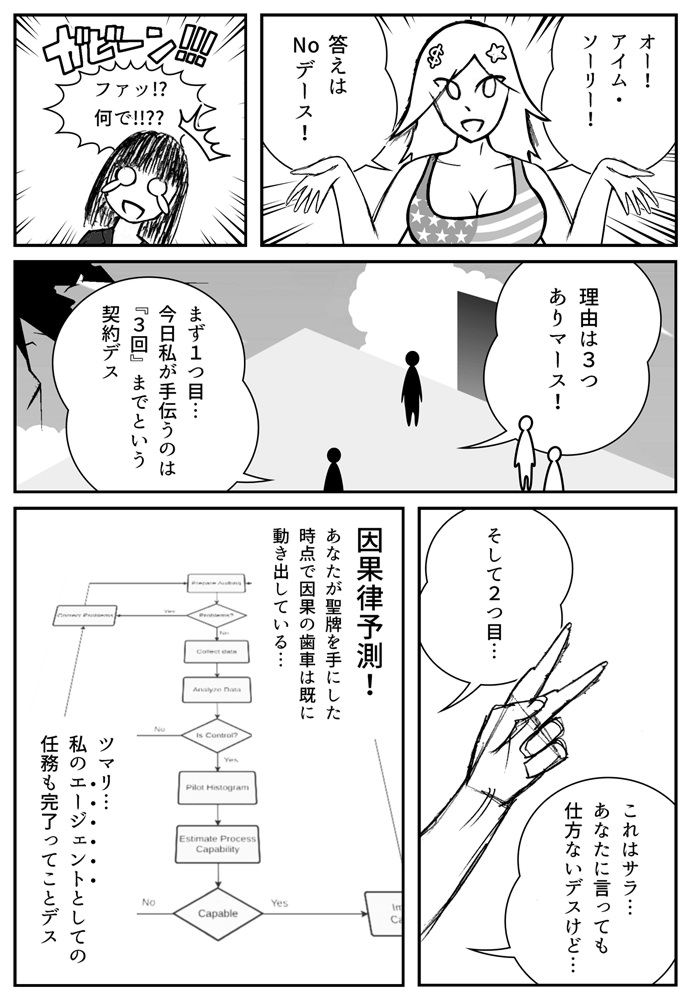 オー！
アイム・
ソーリー！
答えは
Noデース！
ガビーン!!!
ファッ!?
何で!!??
理由は３つ
ありマース！
まず１つ目…
今日私が手伝うのは
『３回』までという
契約デス
そして２つ目…
これはサラ…
あなたに言っても
仕方ないデスけど…
因果律予測！
あなたが聖牌を手にした
時点で因果の歯車は既に
動き出している…
Prepare Auditing
Problems?
Yes
Correct Problems
No
Collect data
Analyze Data
Is Control?
No
Yes
Pilot Histogram
Estimate Process
Capability
Capable
No
Yes
ツマリ…
私のエージェントとしての
任務も完了ってことデス